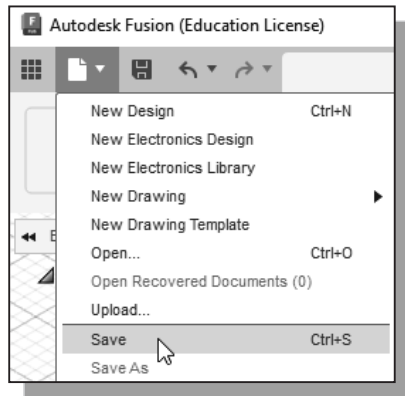 Autodesk Fusion (Education License)
New Design Ctrl+N
New Electronics Design
New Electronics Library
New Drawing
New Drawing Template
Open... Ctrl+O
Open Recovered Documents (0)
Upload...
Save Ctrl+S
Save As